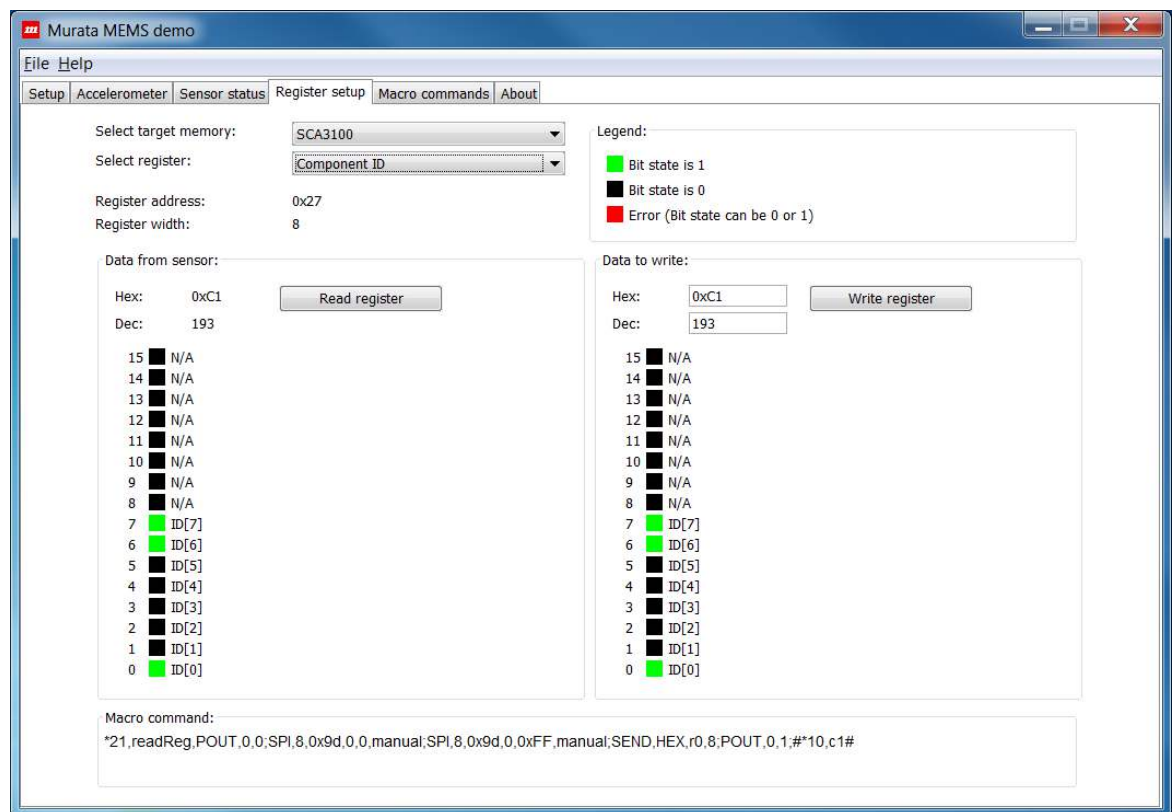 Murata MEMS demo
File Help
Setup Accelerometer Sensor status Register setup Macro commands About
Select target memory: SCA3100
Select register: Component ID
Register address: 0x27
Register width: 8
Legend:
Bit state is 1
Bit state is 0
Error (Bit state can be 0 or 1)
Data from sensor:
Hex: 0xC1 Read register
Dec: 193
15 N/A
14 N/A
13 N/A
12 N/A
11 N/A
10 N/A
9 N/A
8 N/A
7 ID[7]
6 ID[6]
5 ID[5]
4 ID[4]
3 ID[3]
2 ID[2]
1 ID[1]
0 ID[0]
Data to write:
Hex: 0xC1 Write register
Dec: 193
15 N/A
14 N/A
13 N/A
12 N/A
11 N/A
10 N/A
9 N/A
8 N/A
7 ID[7]
6 ID[6]
5 ID[5]
4 ID[4]
3 ID[3]
2 ID[2]
1 ID[1]
0 ID[0]
Macro command:
*21,readReg,POUT,0,0;SPI,8,0x9d,0,0,manual;SPI,8,0x9d,0,0xFF,manual;SEND,HEX,r0,8;POUT,0,1;#*10,c1#